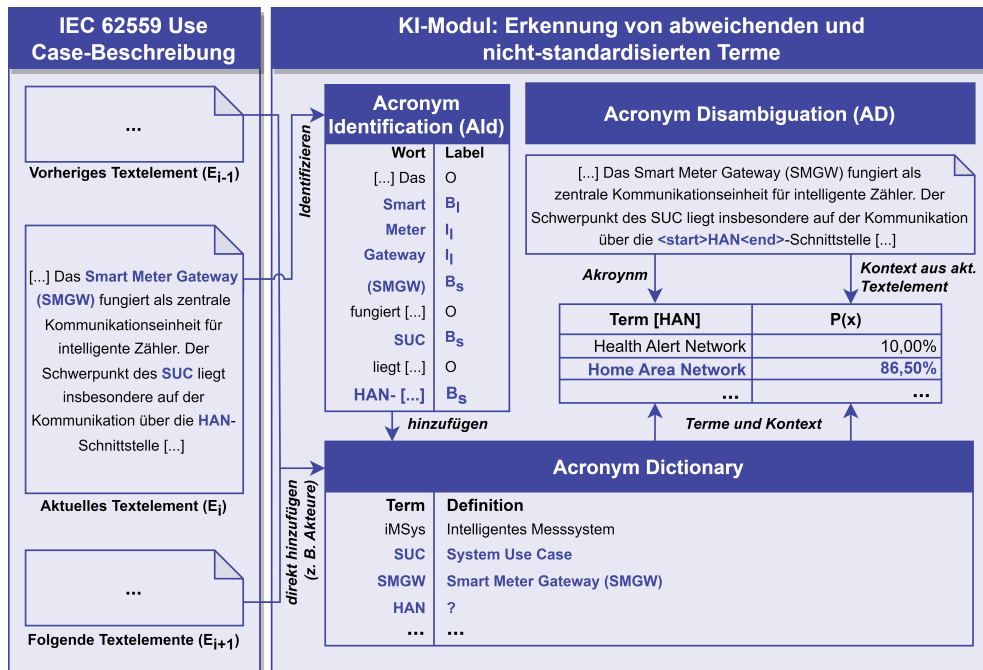 IEC 62559 Use
Case-Beschreibung
...
Vorheriges Textelement (Ei-1)
[...] Das Smart Meter Gateway
(SMGW) fungiert als zentrale
Kommunikationseinheit für
intelligente Zähler. Der
Schwerpunkt des SUC liegt
insbesondere auf der
Kommunikation über die HAN-
Schnittstelle [...]
Aktuelles Textelement (Ei)
...
Folgende Textelemente (Ei+1)
KI-Modul: Erkennung von abweichenden und
nicht-standardisierten Terme
Identifizieren
Acronym
Identification (AId)
Wort Label
[...] Das O
Smart BI
Meter II
Gateway II
(SMGW) Bs
fungiert [...] O
SUC Bs
liegt [...] O
HAN- [...] Bs
hinzufügen
Acronym Disambiguation (AD)
[...] Das Smart Meter Gateway (SMGW) fungiert als
zentrale Kommunikationseinheit für intelligente Zähler. Der
Schwerpunkt des SUC liegt insbesondere auf der Kommunikation
über die <start>HAN<end>-Schnittstelle [...]
Akroynm
Kontext aus akt.
Textelement
Term [HAN] P(x)
Health Alert Network 10,00%
Home Area Network 86,50%
... ...
Terme und Kontext
direkt hinzufügen
(z. B. Akteure)
Acronym Dictionary
Term Definition
iMSys Intelligentes Messsystem
SUC System Use Case
SMGW Smart Meter Gateway (SMGW)
HAN ?
... ...